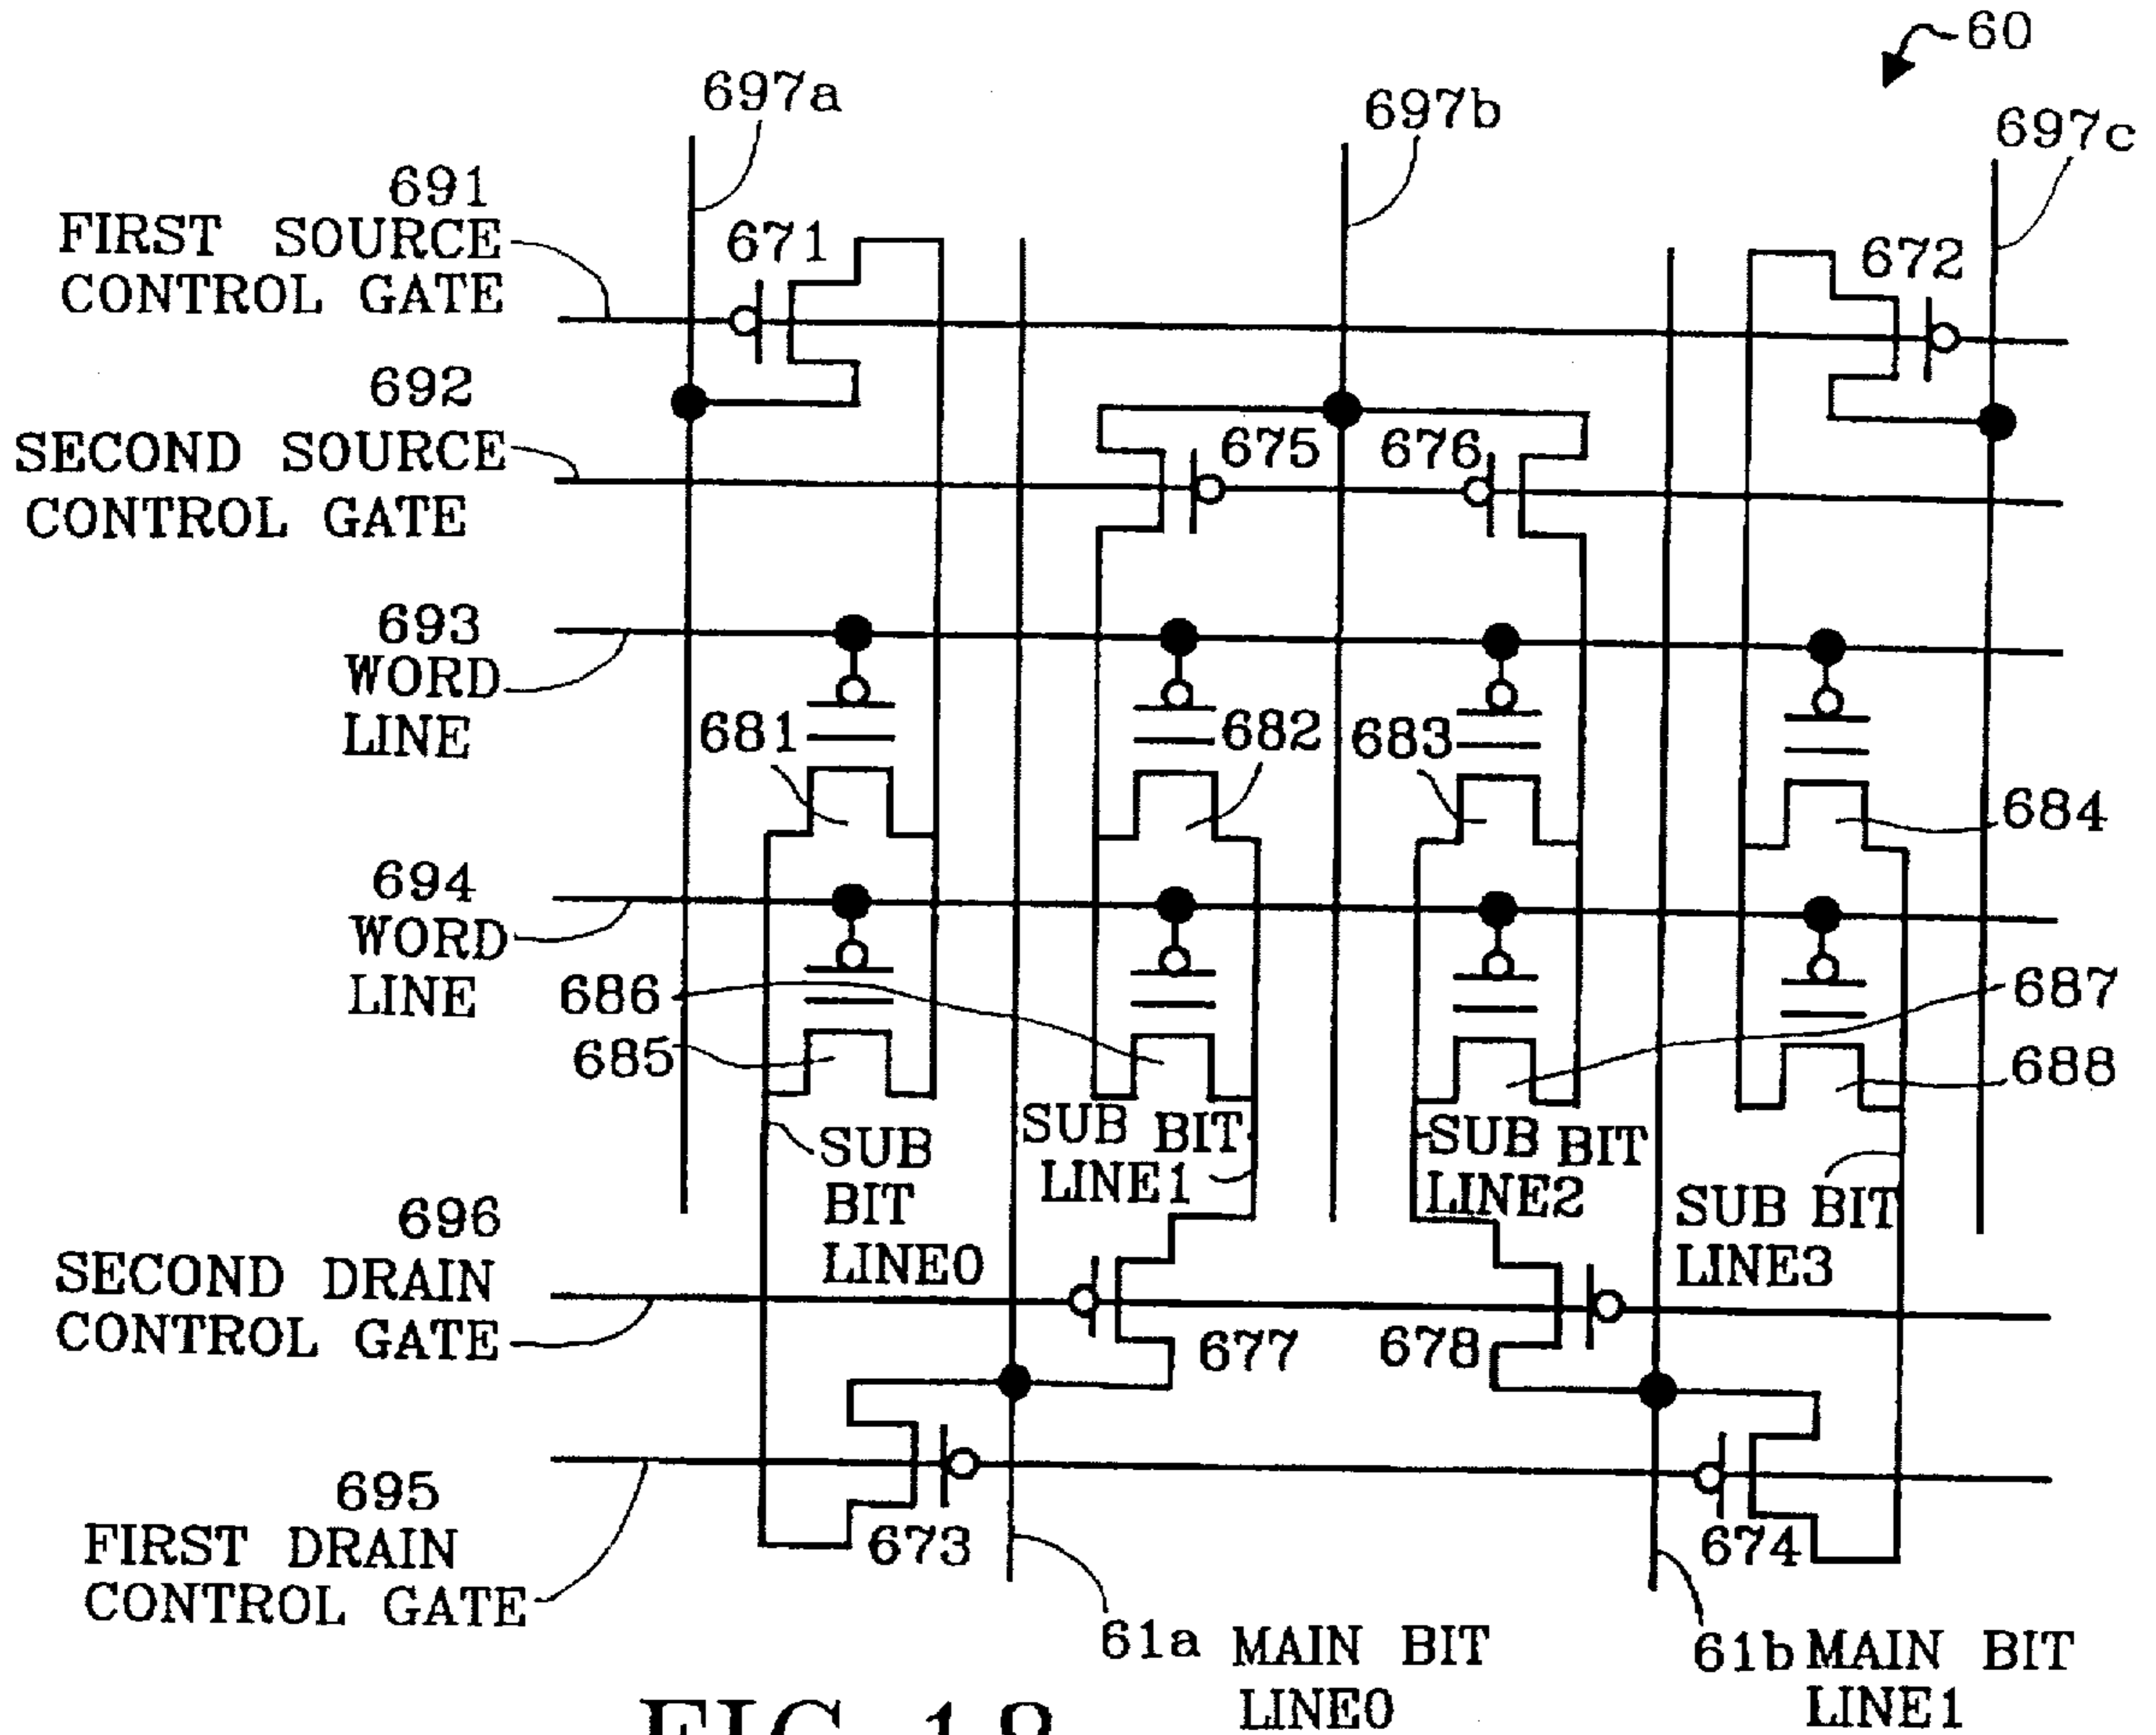 60
697a
697b
697c
691
FIRST SOURCE
CONTROL GATE
671
672
692
SECOND SOURCE
CONTROL GATE
675
676
693
WORD
LINE
681
682
683
684
694
WORD
LINE
686
685
687
688
SUB
BIT
LINE0
SUB BIT
LINE1
SUB BIT
LINE2
SUB BIT
LINE3
696
SECOND DRAIN
CONTROL GATE
677
678
695
FIRST DRAIN
CONTROL GATE
673
674
61a MAIN BIT
LINE0
61b MAIN BIT
LINE1